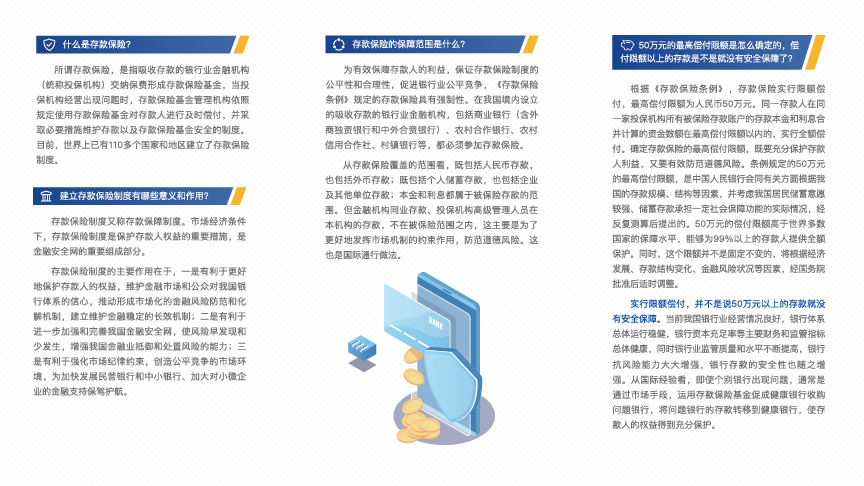 什么是存款保险?
所谓存款保险，是指吸收存款的银行业金融机构
（统称投保机构）交纳保费形成存款保险基金，当投
保机构经营出现问题时，存款保险基金管理机构依照
规定使用存款保险基金对存款人进行及时偿付，并采
取必要措施维护存款以及存款保险基金安全的制度。
目前，世界上已有110多个国家和地区建立了存款保险
制度。
建立存款保险制度有哪些意义和作用?
存款保险制度又称存款保障制度。市场经济条件
下，存款保险制度是保护存款人权益的重要措施，是
金融安全网的重要组成部分。
存款保险制度的主要作用在于，一是有利于更好
地保护存款人的权益，维护金融市场和公众对我国银
行体系的信心，推动形成市场化的金融风险防范和化
解机制，建立维护金融稳定的长效机制；二是有利于
进一步加强和完善我国金融安全网，使风险早发现和
少发生，增强我国金融业抵御和处置风险的能力；三
是有利于强化市场纪律约束，创造公平竞争的市场环
境，为加快发展民营银行和中小银行、加大对小微企
业的金融支持保驾护航。
存款保险的保障范围是什么?
为有效保障存款人的利益，保证存款保险制度的
公平性和合理性，促进银行业公平竞争，《存款保险
条例》规定的存款保险具有强制性。在我国境内设立
的吸收存款的银行业金融机构，包括商业银行（含外
商独资银行和中外合资银行）、农村合作银行、农村
信用合作社、村镇银行等，都必须参加存款保险。
从存款保险覆盖的范围看，既包括人民币存款，
也包括外币存款；既包括个人储蓄存款，也包括企业
及其他单位存款；本金和利息都属于被保险存款的范
围。但金融机构同业存款、投保机构高级管理人员在
本机构的存款，不在被保险范围之内，这主要是为了
更好地发挥市场机制的约束作用，防范道德风险。这
也是国际通行做法。
BANK
50万元的最高偿付限额是怎么确定的，偿
付限额以上的存款是不是就没有安全保障了?
根据《存款保险条例》，存款保险实行限额偿
付，最高偿付限额为人民币50万元。同一存款人在同
一家投保机构所有被保险存款账户的存款本金和利息合
并计算的资金数额在最高偿付限额以内的，实行全额偿
付。确定存款保险的最高偿付限额，既要充分保护存款
人利益，又要有效防范道德风险。条例规定的50万元
的最高偿付限额，是中国人民银行会同有关方面根据我
国的存款规模、结构等因素，并考虑我国居民储蓄意愿
较强、储蓄存款承担一定社会保障功能的实际情况，经
反复测算后提出的。50万元的偿付限额高于世界多数
国家的保障水平，能够为99%以上的存款人提供全额
保护。同时，这个限额并不是固定不变的，将根据经济
发展、存款结构变化、金融风险状况等因素，经国务院
批准后适时调整。
实行限额偿付，并不是说50万元以上的存款就没
有安全保障。当前我国银行业经营情况良好，银行体系
总体运行稳健，银行资本充足率等主要财务和监管指标
总体健康，同时银行业监管质量和水平不断提高，银行
抗风险能力大大增强，银行存款的安全性也随之增
强。从国际经验看，即使个别银行出现问题，通常是
通过市场手段，运用存款保险基金促成健康银行收购
问题银行，将问题银行的存款转移到健康银行，使存
款人的权益得到充分保护。